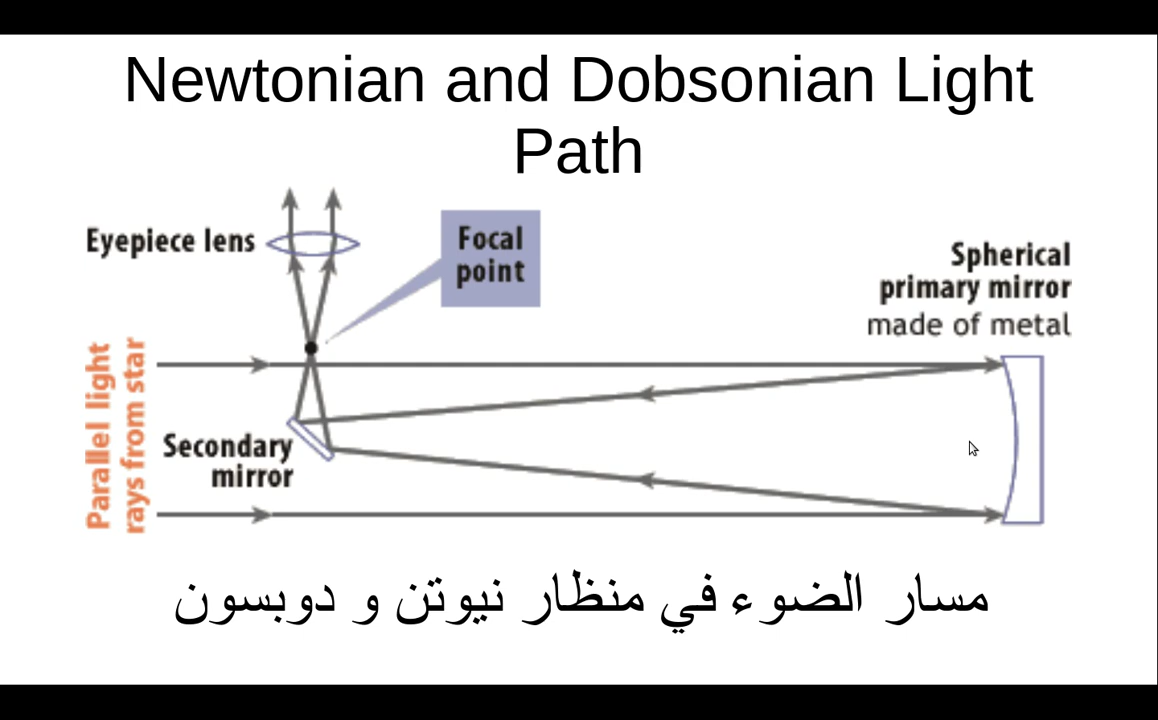 Newtonian and Dobsonian Light
Path
Eyepiece lens
Focal
point
Spherical
primary mirror
made of metal
Parallel light
rays from star
Secondary
mirror
مسار الضوء في منظار نيوتن و دوبسون